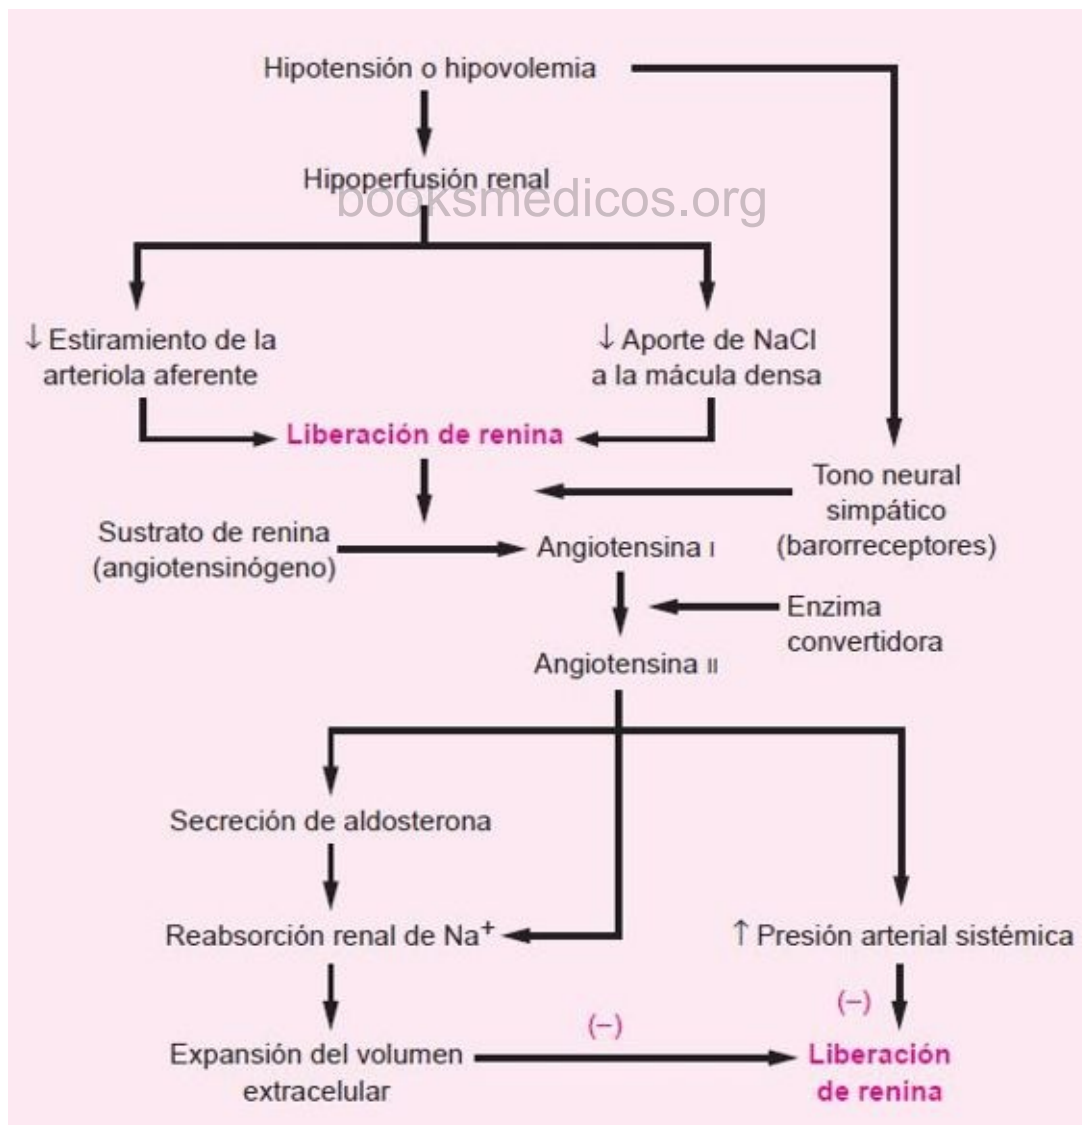 Hipotensión o hipovolemia
Hipoperfusión renal
booksmedicos.org
↓ Estiramiento de la
arteriola aferente
↓ Aporte de NaCl
a la mácula densa
Liberación de renina
Tono neural
simpático
(barorreceptores)
Sustrato de renina
(angiotensinógeno)
Angiotensina I
Enzima
convertidora
Angiotensina II
Secreción de aldosterona
Reabsorción renal de Na⁺
↑ Presión arterial sistémica
(–)
(–)
Expansión del volumen
extracelular
Liberación
de renina